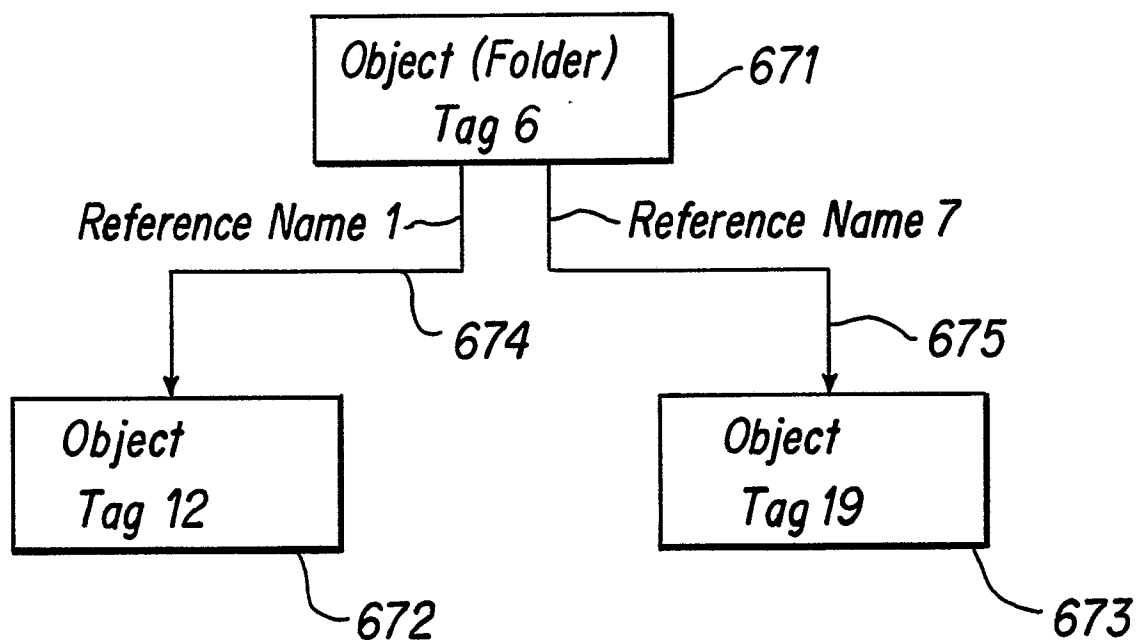 Object (Folder)
Tag 6
671
Reference Name 1
Reference Name 7
674
675
Object
Tag 12
672
Object
Tag 19
673